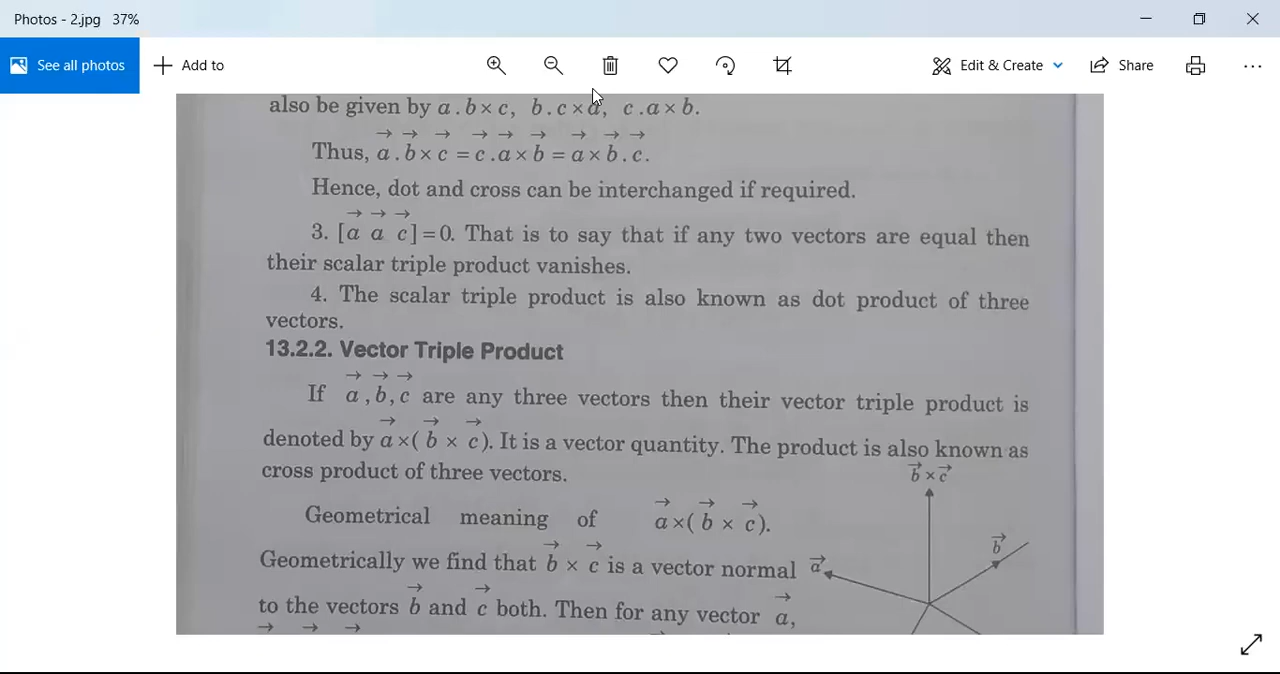 Photos - 2.jpg 37%
See all photos
Add to
Edit & Create
Share
also be given by a . b × c, b . c × a, c . a × b.
Thus, a⃗ . b⃗ × c⃗ = c⃗ . a⃗ × b⃗ = a⃗ × b⃗ . c⃗.
Hence, dot and cross can be interchanged if required.
3. [a⃗ a⃗ c⃗] = 0. That is to say that if any two vectors are equal then
their scalar triple product vanishes.
4. The scalar triple product is also known as dot product of three
vectors.
13.2.2. Vector Triple Product
If a⃗, b⃗, c⃗ are any three vectors then their vector triple product is
denoted by a⃗ × (b⃗ × c⃗). It is a vector quantity. The product is also known as
cross product of three vectors.
b⃗ × c⃗
Geometrical meaning of a⃗ × (b⃗ × c⃗).
b⃗
Geometrically we find that b⃗ × c⃗ is a vector normal
a⃗
to the vectors b⃗ and c⃗ both. Then for any vector a⃗,